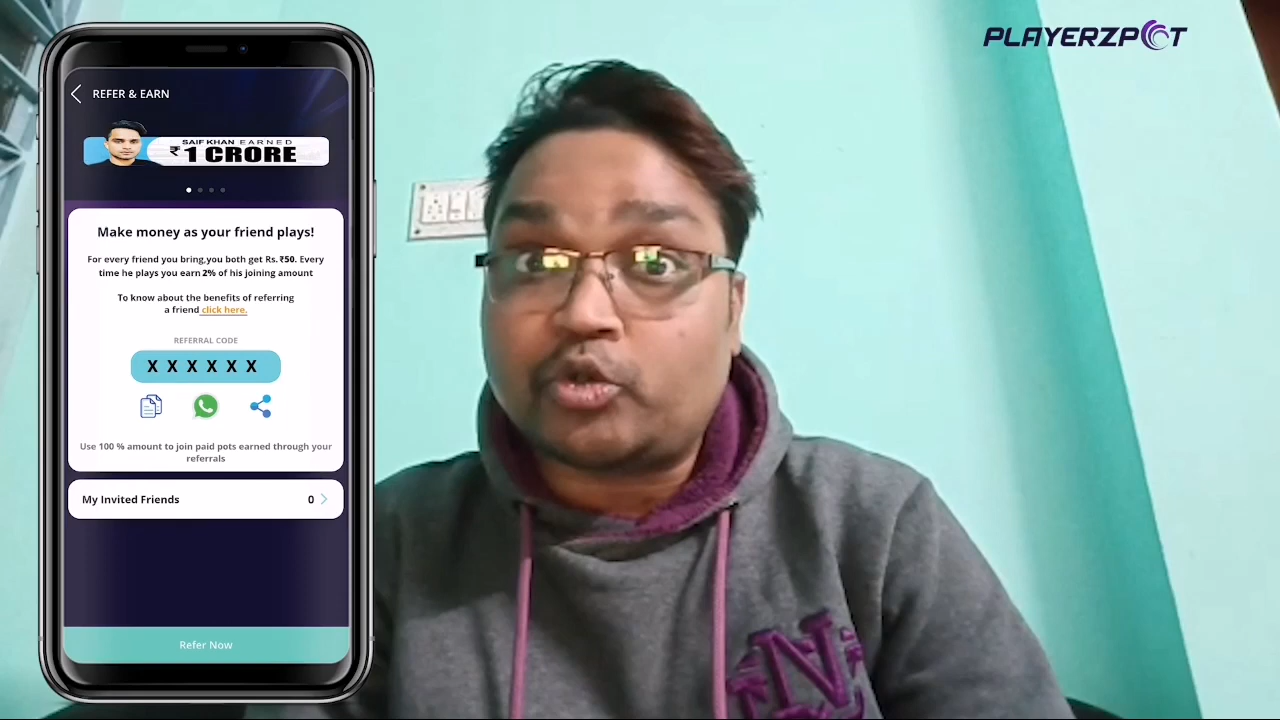 PLAYERZPOT
REFER & EARN
SAIF KHAN EARNED
₹ 1 CRORE
Make money as your friend plays!
For every friend you bring,you both get Rs.₹50. Every
time he plays you earn 2% of his joining amount
To know about the benefits of referring
a friend click here.
REFERRAL CODE
X X X X X X
Use 100 % amount to join paid pots earned through your
referrals
My Invited Friends 0
Refer Now
N